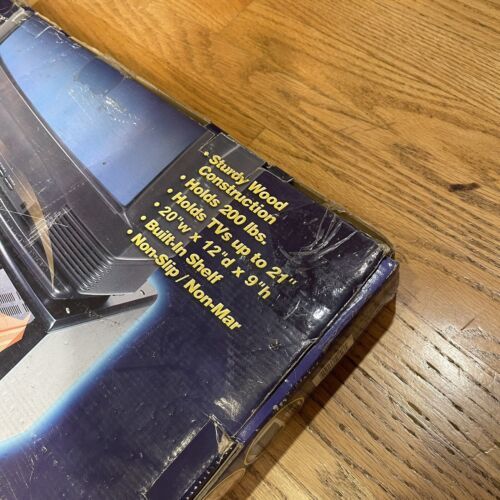 • Sturdy Wood
Construction
• Holds 200 lbs.
• Holds TVs up to 21"
• 20"w X 12"d x 9"h
• Built-In Shelf
• Non-Slip / Non-Mar